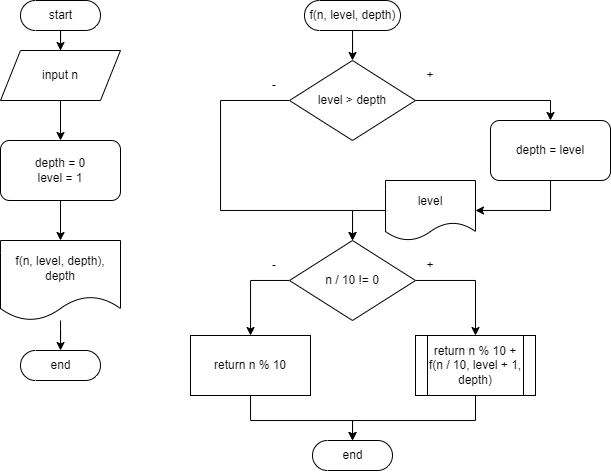 start
input n
depth = 0
level = 1
f(n, level, depth),
depth
end
f(n, level, depth)
level > depth
-
+
depth = level
level
n / 10 != 0
-
+
return n % 10
return n % 10 +
f(n / 10, level + 1,
depth)
end